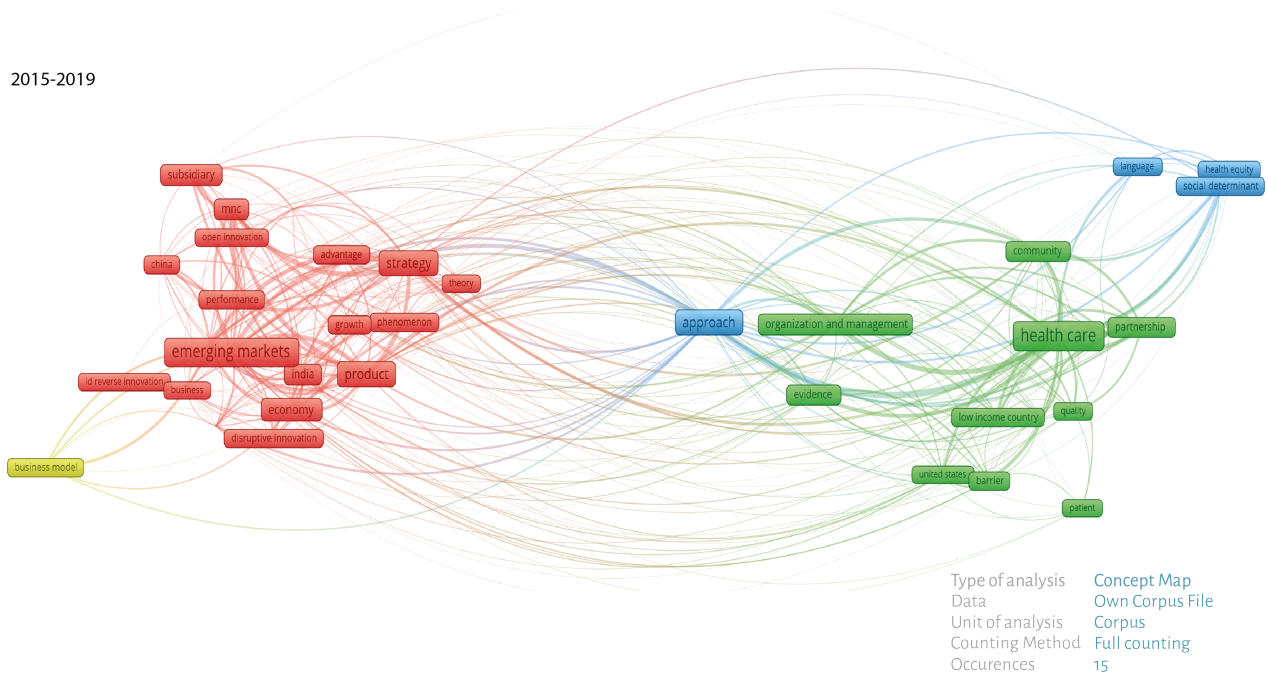 2015-2019
subsidiary
mnc
open innovation
china
advantage
strategy
theory
performance
growth
phenomenon
emerging markets
india
product
id reverse innovation
business
economy
disruptive innovation
business model
approach
organization and management
evidence
language
health equity
social determinant
community
health care
partnership
low income country
quality
united states
barrier
patient
Type of analysis Concept Map
Data Own Corpus File
Unit of analysis Corpus
Counting Method Full counting
Occurences 15